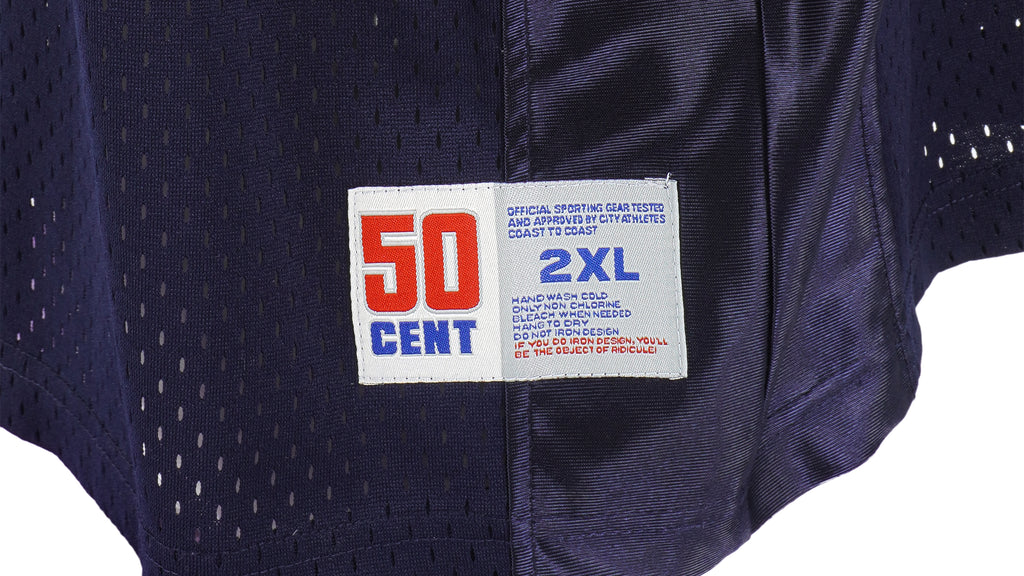 50
CENT
OFFICIAL SPORTING GEAR TESTED
AND APPROVED BY CITY ATHLETES
COAST TO COAST
2XL
HAND WASH COLD
ONLY NON CHLORINE
BLEACH WHEN NEEDED
HANG TO DRY
DO NOT IRON DESIGN
IF YOU DO IRON DESIGN, YOU'LL
BE THE OBJECT OF RIDICULE!